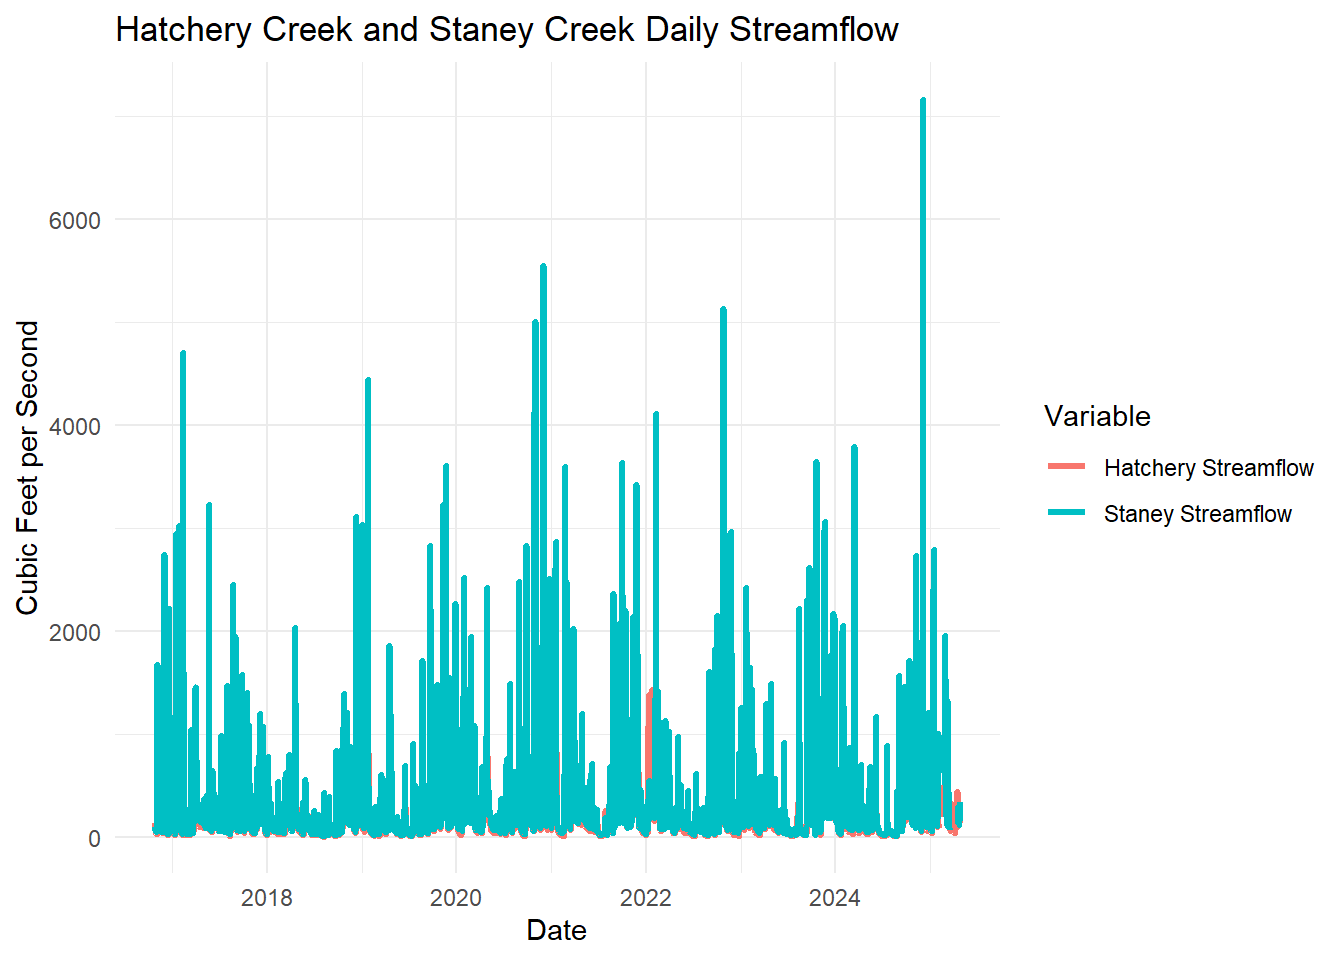 Hatchery Creek and Staney Creek Daily Streamflow
Cubic Feet per Second
6000
4000
2000
0
2018
2020
2022
2024
Date
Variable
Hatchery Streamflow
Staney Streamflow